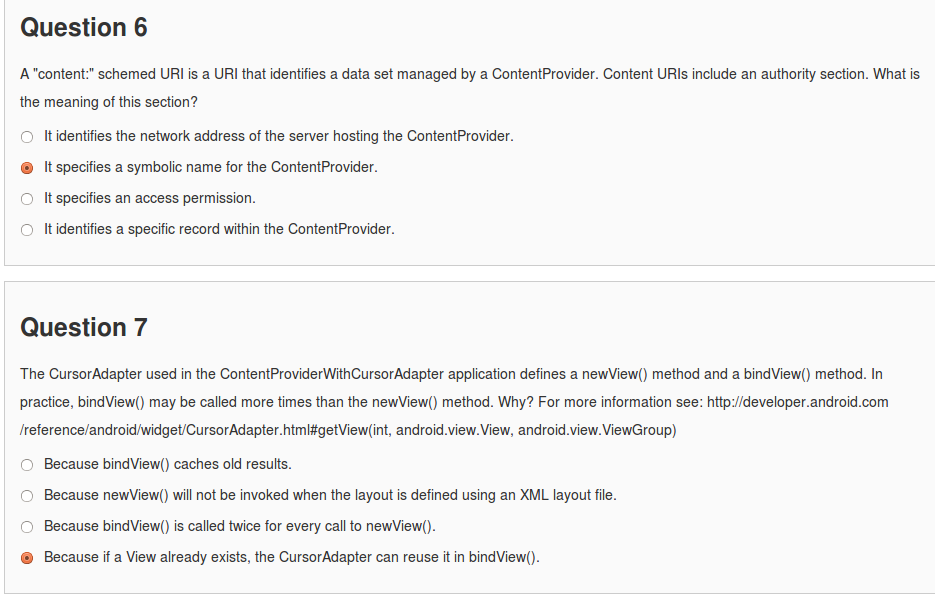 Question 6
A "content:" schemed URI is a URI that identifies a data set managed by a ContentProvider. Content URIs include an authority section. What is
the meaning of this section?
It identifies the network address of the server hosting the ContentProvider.
It specifies a symbolic name for the ContentProvider.
It specifies an access permission.
It identifies a specific record within the ContentProvider.
Question 7
The CursorAdapter used in the ContentProviderWithCursorAdapter application defines a newView() method and a bindView() method. In
practice, bindView() may be called more times than the newView() method. Why? For more information see: http://developer.android.com
/reference/android/widget/CursorAdapter.html#getView(int, android.view.View, android.view.ViewGroup)
Because bindView() caches old results.
Because newView() will not be invoked when the layout is defined using an XML layout file.
Because bindView() is called twice for every call to newView().
Because if a View already exists, the CursorAdapter can reuse it in bindView().